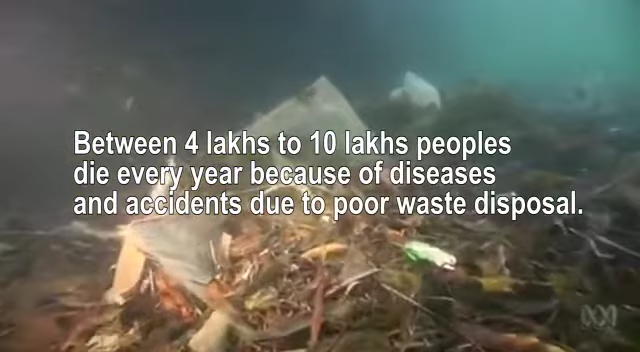 Between 4 lakhs to 10 lakhs peoples
die every year because of diseases
and accidents due to poor waste disposal.